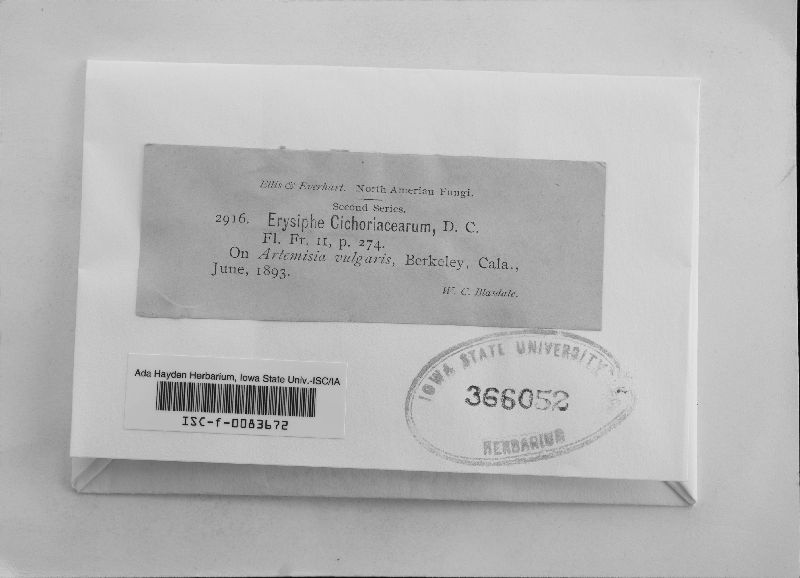 Ellis & Everhart. North Amerian Fungi.
Second Series.
2916. Erysiphe Cichoriacearum, D. C.
Fl. Fr. II, p. 274.
On Artemisia vulgaris, Berkeley, Cala.,
June, 1893.
W. C. Blasdale.
Ada Hayden Herbarium, Iowa State Univ.-ISC/IA
ISC-f-0083672
IOWA STATE UNIVERSITY
366052
HERBARIUM